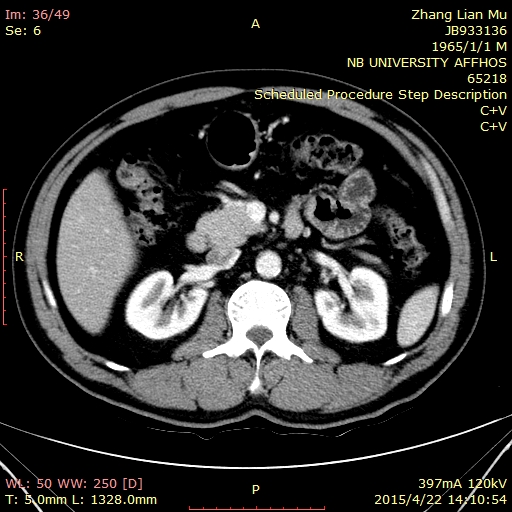 Im: 36/49
Se: 6
A
Zhang Lian Mu
JB933136
1965/1/1 M
NB UNIVERSITY AFFHOS
65218
Scheduled Procedure Step Description
C+V
C+V
R
L
WL: 50 WW: 250 [D]
T: 5.0mm L: 1328.0mm
P
397mA 120kV
2015/4/22 14:10:54